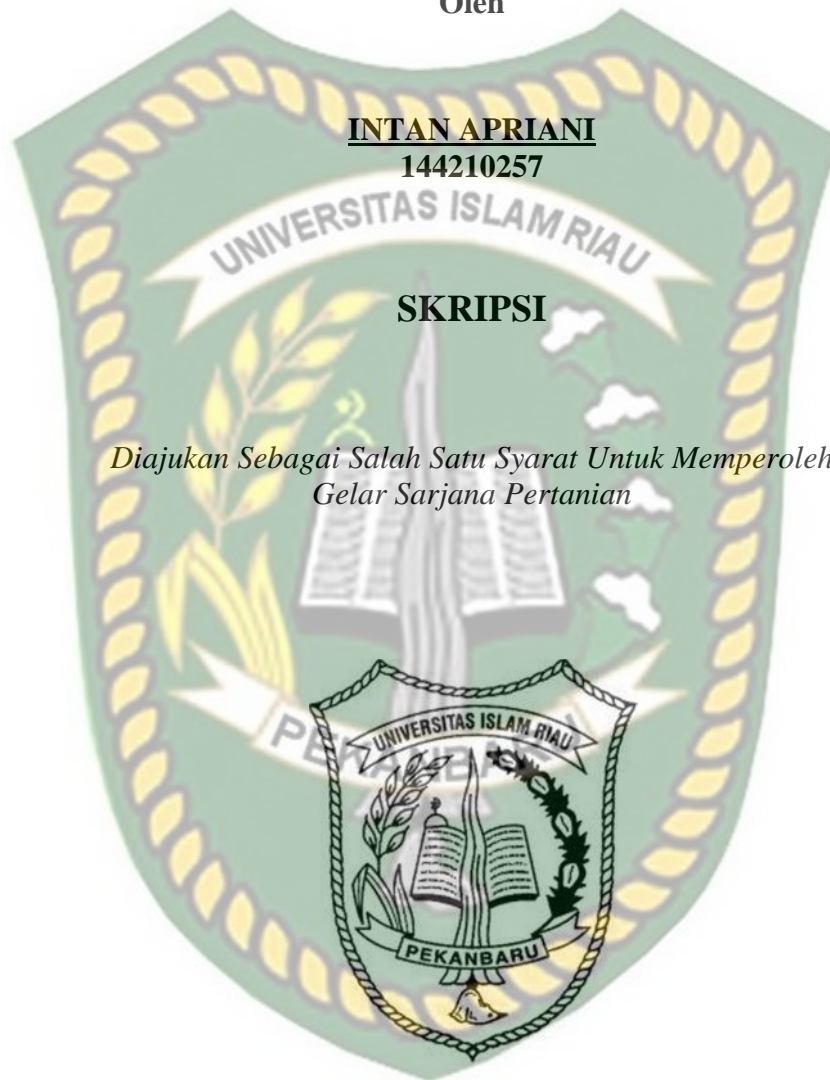 Oleh
INTAN APRIANI
144210257
UNIVERSITAS ISLAM RIAU
SKRIPSI
Diajukan Sebagai Salah Satu Syarat Untuk Memperoleh
Gelar Sarjana Pertanian
PEKANBARU
UNIVERSITAS ISLAM RIAU
PEKANBARU